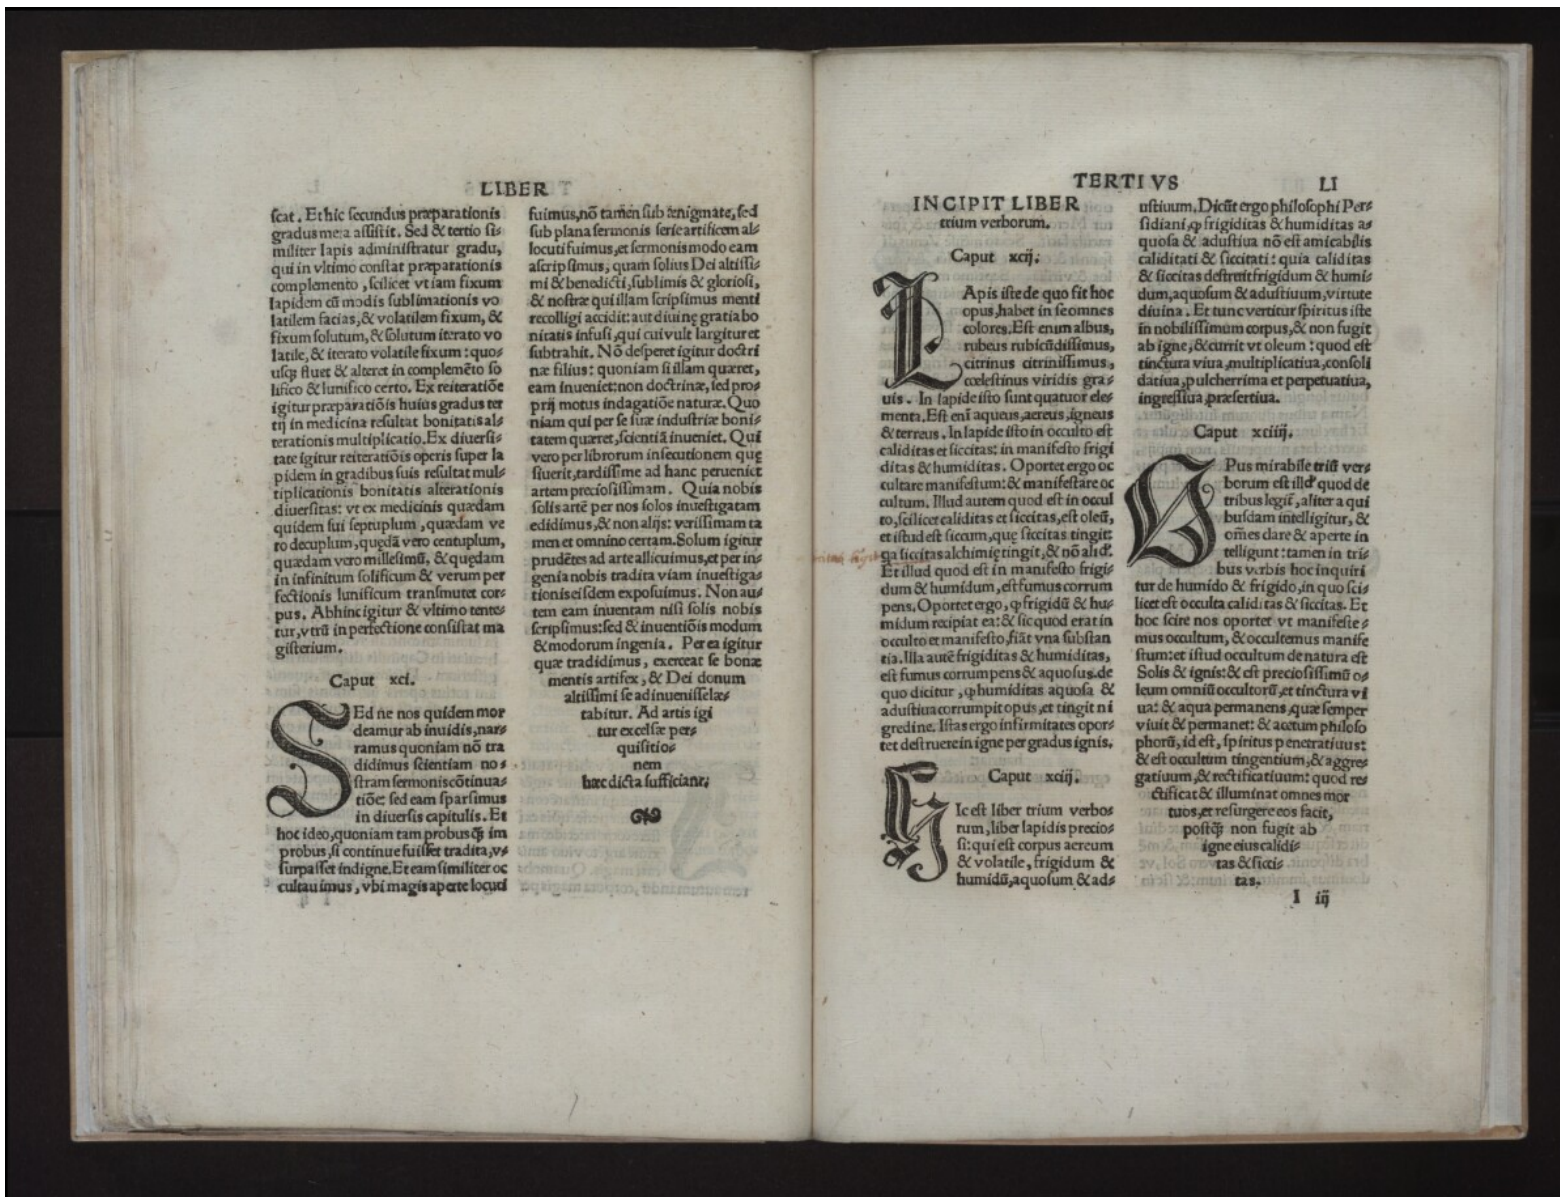 LIBER
scat. Et hic secundus præparationis
gradus meta assistit. Sed & tertio si⸗
militer lapis administratur gradu,
qui in vltimo constat præparationis
complemento, scilicet vt iam fixum
lapidem cū modis sublimationis vo
latilem facias, & volatilem fixum, &
fixum solutum, & solutum iterato vo
latile, & iterato volatile fixum: quo⸗
usq; fluet & alteret in complemēto so
lifico & lunifico certo. Ex reiteratiōe
igitur præparatiōis huius gradus ter
tij in medicina resultat bonitatis al⸗
terationis multiplicatio. Ex diuersi⸗
tate igitur reiteratiōis operis super la
pidem in gradibus suis resultat mul⸗
tiplicationis bonitatis alterationis
diuersitas: vt ex medicinis quædam
quidem sui septuplum, quædam ve
ro decuplum, quędā vero centuplum,
quædam vero millesimū, & quędam
in infinitum solificum & verum per
fectionis lunificum transmutet cor⸗
pus. Abhinc igitur & vltimo tente⸗
tur, vtrū in perfectione consistat ma
gisterium.
Caput xci.
SEd ne nos quidem mor
deamur ab inuidis, nar⸗
ramus quoniam nō tra
didimus scientiam no⸗
stram sermonis cōtinua⸗
tiōe: sed eam sparsimus
in diuersis capitulis. Et
hoc ideo, quoniam tam probus q̃ꝫ im
probus, si continue fuisset tradita, v⸗
surpasset indigne. Et eam similiter oc
cultauimus, vbi magis aperte locuti
fuimus, nō tamen sub ænigmate, sed
sub plana sermonis serie artificem al⸗
locuti fuimus, et sermonis modo eam
ascripsimus, quam solius Dei altissi⸗
mi & benedicti, sublimis & gloriosi,
& nostræ qui illam scripsimus menti
recolligi accidit: aut diuinę gratia bo
nitatis infusi, qui cui vult largitur et
subtrahit. Nō desperet igitur doctri
næ filius: quoniam si illam quæret,
eam inueniet: non doctrinæ, sed pro⸗
prij motus indagatiōe naturæ. Quo
niam qui per se suæ industriæ boni⸗
tatem quæret, scientiā inueniet. Qui
vero per librorum insecutionem quę
siuerit, tardissime ad hanc perueniet
artem preciosissimam. Quia nobis
solis artē per nos solos inuestigatam
edidimus, & non alijs: verissimam ta
men et omnino certam. Solum igitur
prudētes ad arte allicuimus, et per in⸗
genia nobis tradita viam inuestiga⸗
tionis eisdem exposuimus. Non au⸗
tem eam inuentam nisi solis nobis
scripsimus: sed & inuentiōis modum
& modorum ingenia. Per ea igitur
quæ tradidimus, exerceat se bonæ
mentis artifex, & Dei donum
altissimi se adinuenisse læ⸗
tabitur. Ad artis igi
tur excelsæ per⸗
quisitio⸗
nem
hæc dicta sufficiant:
TERTIVS LI
INCIPIT LIBER
trium verborum.
Caput xcij:
LApis iste de quo fit hoc
opus, habet in se omnes
colores. Est enim albus,
rubeus rubicūdissimus,
citrinus citrinissimus,
cœlestinus viridis gra⸗
uis. In lapide isto sunt quatuor ele⸗
menta. Est eni aqueus, aereus, igneus
& terreus. In lapide isto in occulto est
caliditas et siccitas: in manifesto frigi
ditas & humiditas. Oportet ergo oc
cultare manifestum: & manifestare oc
cultum. Illud autem quod est in occul
to, scilicet caliditas et siccitas, est oleū,
et istud est siccum, quę siccitas tingit:
qa siccitas alchimię tingit, & nō aliđ.
Et illud quod est in manifesto frigi⸗
dum & humidum, est fumus corrum
pens. Oportet ergo, ꝙ frigidū & hu⸗
midum recipiat ea: & sic quod erat in
occulto et manifesto, fiāt vna substan
tia. Illa autē frigiditas & humiditas,
est fumus corrumpens & aquosus. de
quo dicitur, ꝙ humiditas aquosa &
adustiua corrumpit opus, et tingit ni
gredine. Istas ergo infirmitates opor⸗
tet destruere in igne per gradus ignis.
Caput xciij.
HIc est liber trium verbo⸗
rum, liber lapidis precio⸗
si: qui est corpus aereum
& volatile, frigidum &
humidū, aquosum & ad⸗
ustiuum. Dicūt ergo philosophi Per⸗
sidiani, ꝙ frigiditas & humiditas a⸗
quosa & adustiua nō est amicabilis
caliditati & siccitati: quia caliditas
& siccitas destruit frigidum & humi⸗
dum, aquosum & adustiuum, virtute
diuina. Et tunc vertitur spiritus iste
in nobilissimum corpus, & non fugit
ab igne, & currit vt oleum: quod est
tinctura viua, multiplicatiua, consoli
datiua, pulcherrima et perpetuatiua,
ingressiua, præsertiua.
Caput xciiij.
OPus mirabile triū ver⸗
borum est illđ quod de
tribus legiť, aliter a qui
busdam intelligitur, &
om̄es clare & aperte in
telligunt: tamen in tri⸗
bus verbis hoc inquiri
tur de humido & frigido, in quo sci⸗
licet est occulta caliditas & siccitas. Et
hoc scire nos oportet vt manifeste⸗
mus occultum, & occultemus manife
stum: et istud occultum de natura est
Solis & ignis: & est preciosissimū o⸗
leum omniū occultorū, et tinctura vi
ua: & aqua permanens, quæ semper
viuit & permanet: & acetum philoso
phorū, id est, spiritus penetratiuus:
& est occultum tingentium, & aggre⸗
gatiuum, & rectificatiuum: quod re⸗
ctificat & illuminat omnes mor
tuos, et resurgere eos facit,
postq̃ꝫ non fugit ab
igne eius calidi⸗
tas & sicci⸗
tas.
I iij